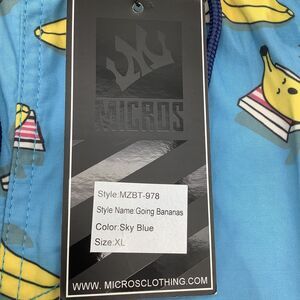 MICROS
Style:MZBT-978
Style Name:Going Bananas
Color:Sky Blue
Size:XL
WWW. MICROSCLOTHING.COM